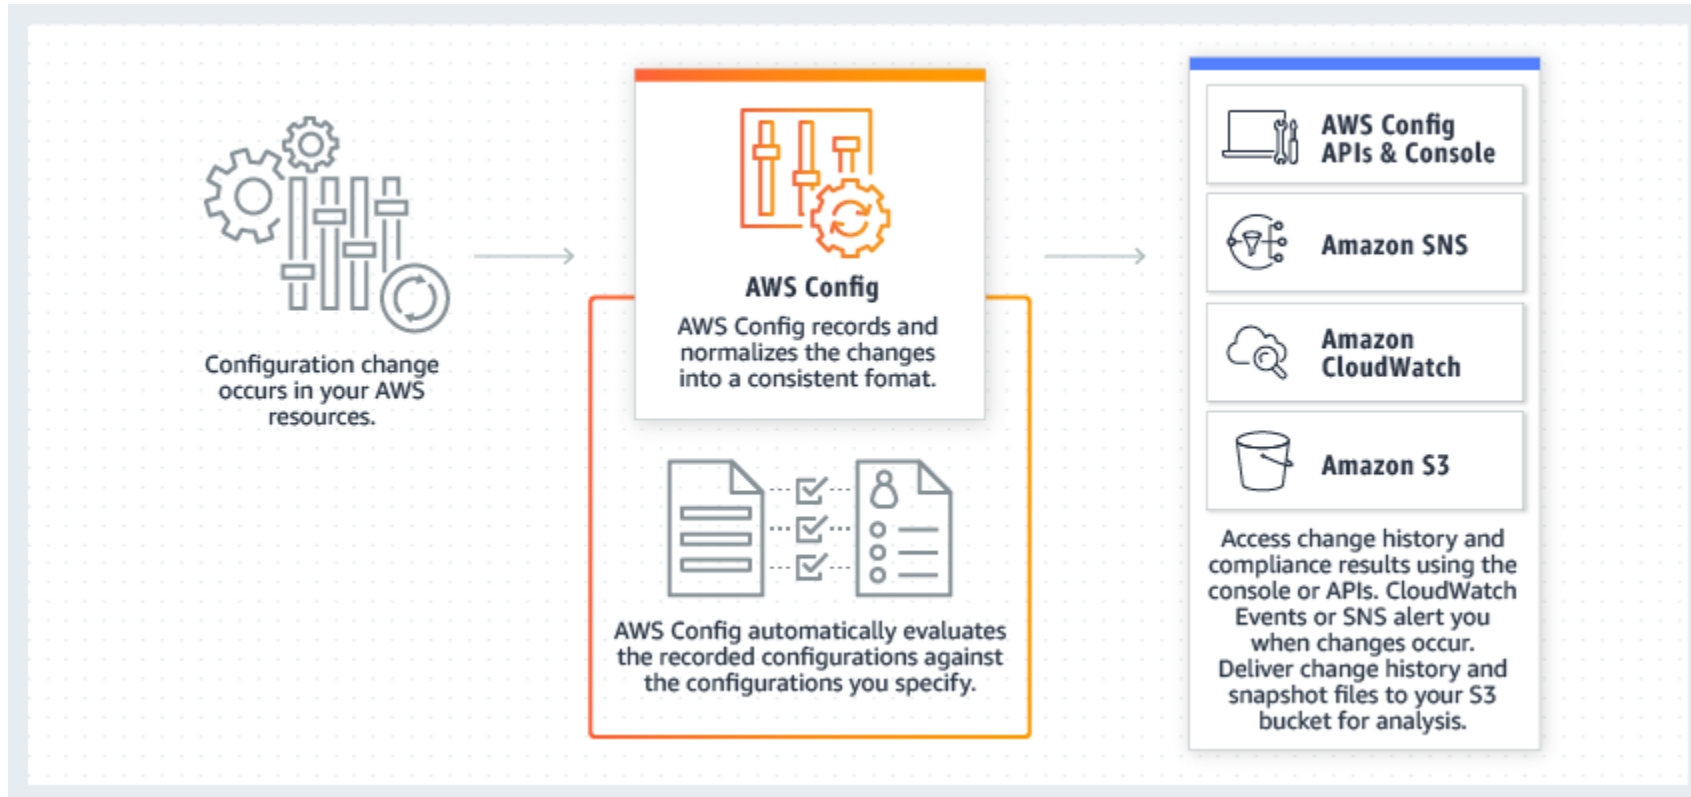 Configuration change
occurs in your AWS
resources.
AWS Config
AWS Config records and
normalizes the changes
into a consistent fomat.
AWS Config automatically evaluates
the recorded configurations against
the configurations you specify.
AWS Config
APIs & Console
Amazon SNS
Amazon
CloudWatch
Amazon S3
Access change history and
compliance results using the
console or APIs. CloudWatch
Events or SNS alert you
when changes occur.
Deliver change history and
snapshot files to your S3
bucket for analysis.